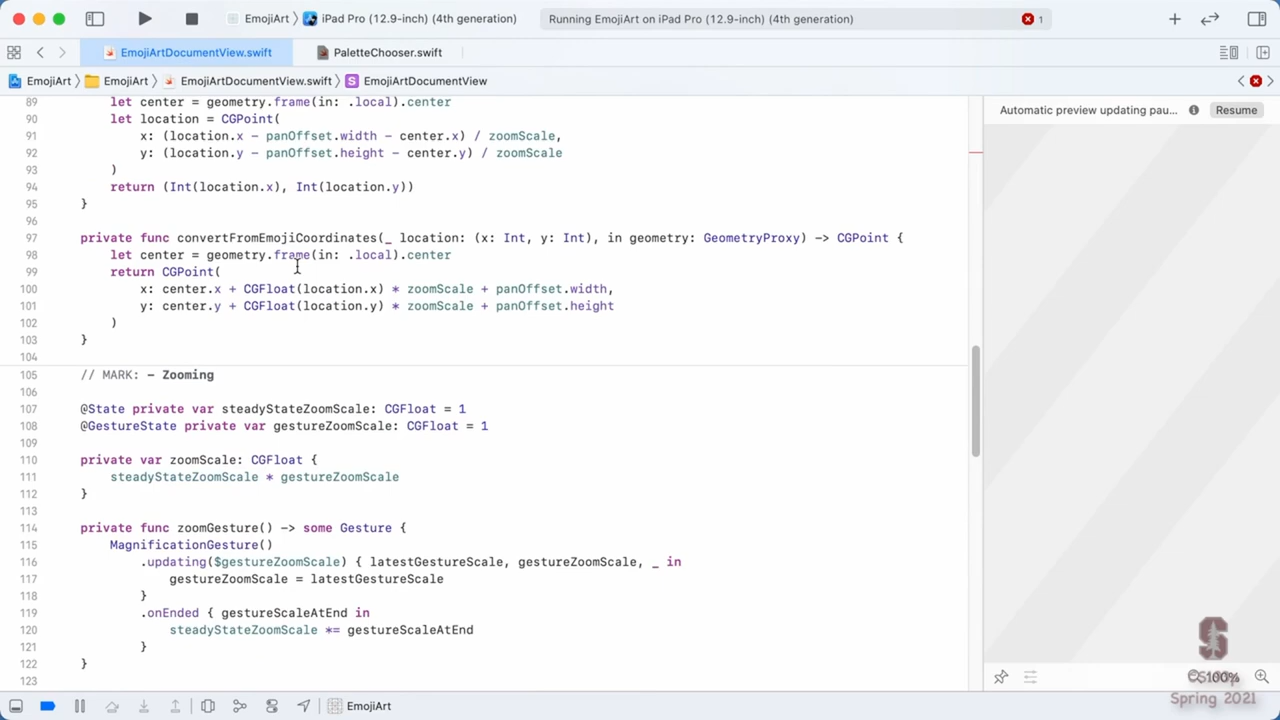 EmojiArt > iPad Pro (12.9-inch) (4th generation)
Running EmojiArt on iPad Pro (12.9-inch) (4th generation)
1
EmojiArtDocumentView.swift
PaletteChooser.swift
EmojiArt > EmojiArt > EmojiArtDocumentView.swift > S EmojiArtDocumentView
Automatic preview updating pau...
Resume
89 let center = geometry.frame(in: .local).center
90 let location = CGPoint(
91 x: (location.x - panOffset.width - center.x) / zoomScale,
92 y: (location.y - panOffset.height - center.y) / zoomScale
93 )
94 return (Int(location.x), Int(location.y))
95 }
96
97 private func convertFromEmojiCoordinates(_ location: (x: Int, y: Int), in geometry: GeometryProxy) -> CGPoint {
98 let center = geometry.frame(in: .local).center
99 return CGPoint(
100 x: center.x + CGFloat(location.x) * zoomScale + panOffset.width,
101 y: center.y + CGFloat(location.y) * zoomScale + panOffset.height
102 )
103 }
104
105 // MARK: - Zooming
106
107 @State private var steadyStateZoomScale: CGFloat = 1
108 @GestureState private var gestureZoomScale: CGFloat = 1
109
110 private var zoomScale: CGFloat {
111 steadyStateZoomScale * gestureZoomScale
112 }
113
114 private func zoomGesture() -> some Gesture {
115 MagnificationGesture()
116 .updating($gestureZoomScale) { latestGestureScale, gestureZoomScale, _ in
117 gestureZoomScale = latestGestureScale
118 }
119 .onEnded { gestureScaleAtEnd in
120 steadyStateZoomScale *= gestureScaleAtEnd
121 }
122 }
123
100%
Spring 2021
EmojiArt